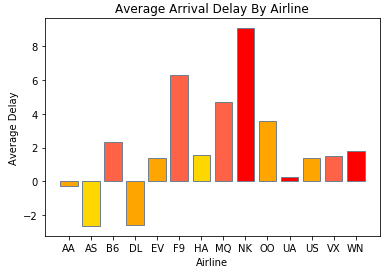 Average Arrival Delay By Airline
8
6
4
2
0
−2
Average Delay
AA AS B6 DL EV F9 HA MQ NK OO UA US VX WN
Airline